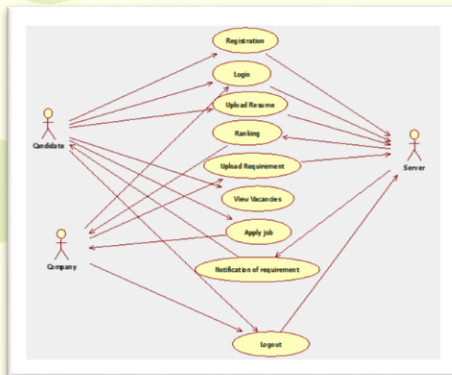 Registration
Login
Upload Resume
Ranking
Candidate
Server
Upload Requirement
View Vacancies
Apply job
Company
Notification of requirement
Logout